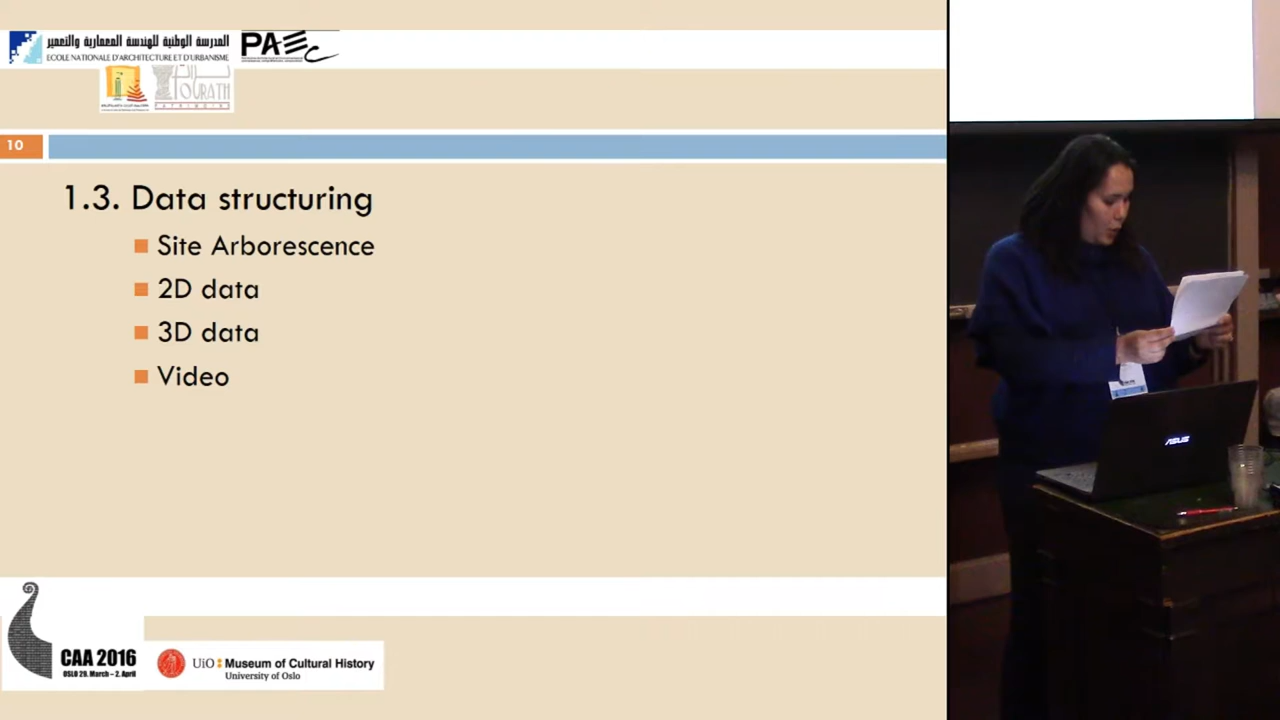 المدرسة الوطنية للهندسة المعمارية والتعمير
ECOLE NATIONALE D'ARCHITECTURE ET D'URBANISME
PAEC
TOURATH
PATRIMOINE
10
1.3. Data structuring
Site Arborescence
2D data
3D data
Video
CAA 2016
OSLO 29. March – 2. April
UiO Museum of Cultural History
University of Oslo
ASUS